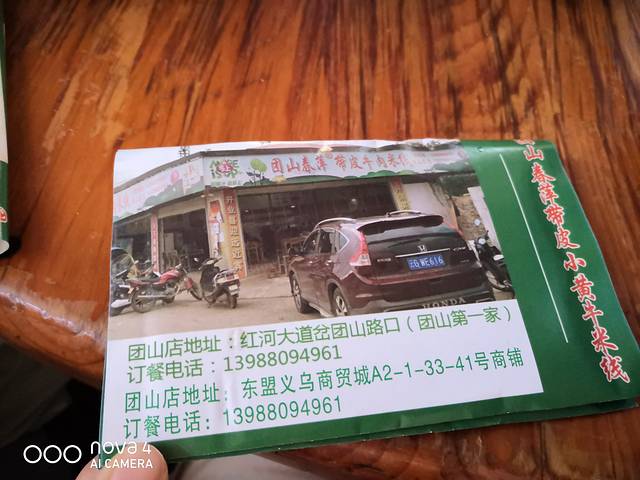 团山春萍带皮牛肉米线
云G WE616
HONDA
团山店地址：红河大道岔团山路口（团山第一家）
订餐电话：13988094961
团山店地址：东盟义乌商贸城A2-1-33-41号商铺
订餐电话：13988094961
山春萍带皮小黄牛米线
nova 4
AI CAMERA